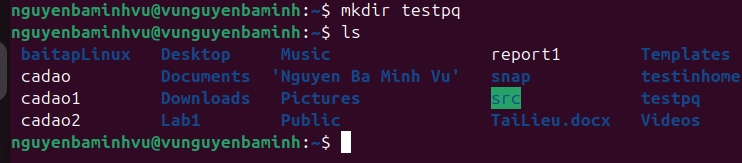 nguyenbaminhvu@vunguyenbaminh:~$ mkdir testpq
nguyenbaminhvu@vunguyenbaminh:~$ ls
baitapLinux Desktop Music report1 Templates
cadao Documents 'Nguyen Ba Minh Vu' snap testinhome
cadao1 Downloads Pictures src testpq
cadao2 Lab1 Public TaiLieu.docx Videos
nguyenbaminhvu@vunguyenbaminh:~$